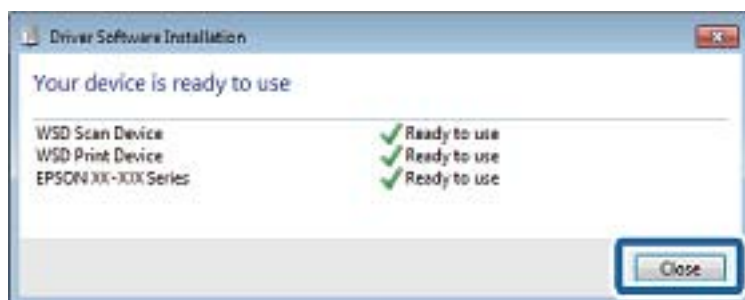 Driver Software Installation
Your device is ready to use
WSD Scan Device Ready to use
WSD Print Device Ready to use
EPSON XX-XXX Series Ready to use
Close